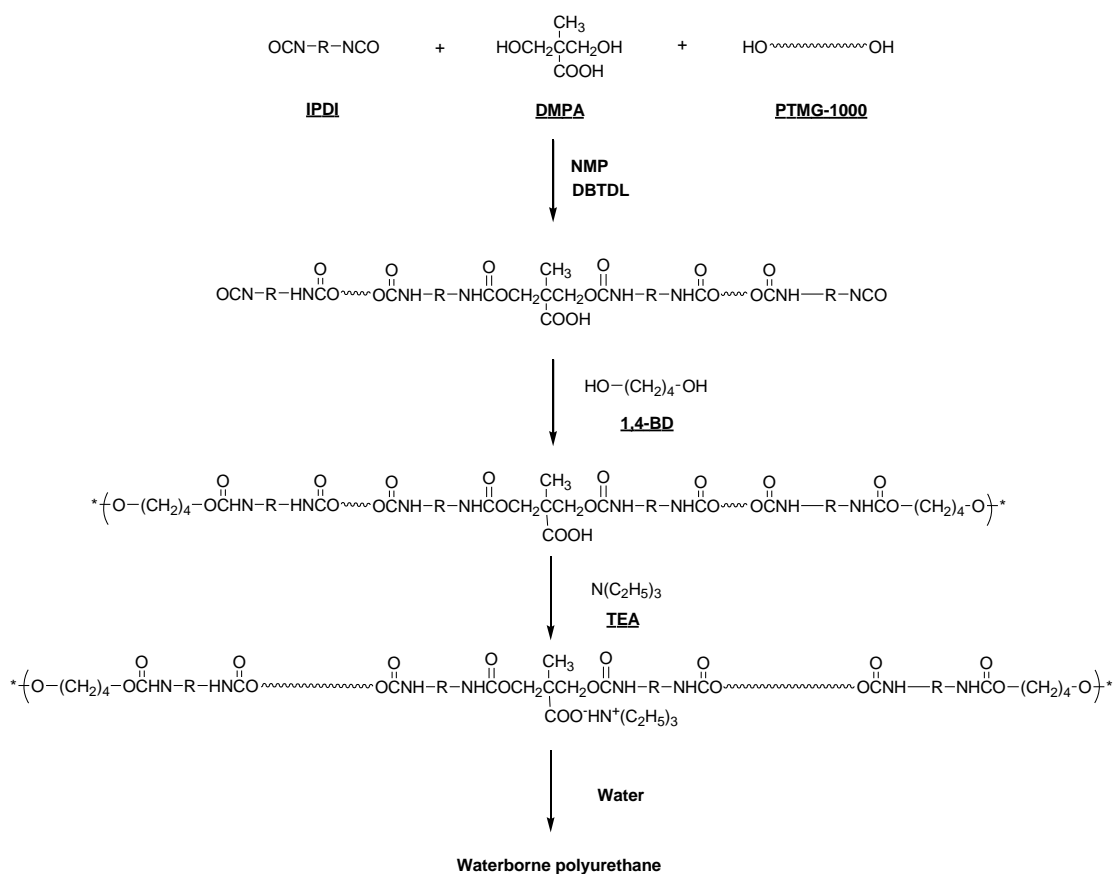 OCN-R-NCO + HOCH₂CCH₂OH + HO OH
CH₃
COOH
IPDI DMPA PTMG-1000
NMP
DBTDL
O O O CH₃ O O O
OCN-R-HNCO OCNH-R-NHCOCH₂CCH₂OCNH-R-NHCO OCNH-R-NCO
COOH
HO-(CH₂)₄-OH
1,4-BD
O O O O CH₃ O O O O
*(O-(CH₂)₄-OCHN-R-HNCO OCNH-R-NHCOCH₂CCH₂OCNH-R-NHCO OCNH-R-NHCO-(CH₂)₄-O)*
COOH
N(C₂H₅)₃
TEA
O O O O CH₃ O O O O
*(O-(CH₂)₄-OCHN-R-HNCO OCNH-R-NHCOCH₂CCH₂OCNH-R-NHCO OCNH-R-NHCO-(CH₂)₄-O)*
COO⁻HN⁺(C₂H₅)₃
Water
Waterborne polyurethane